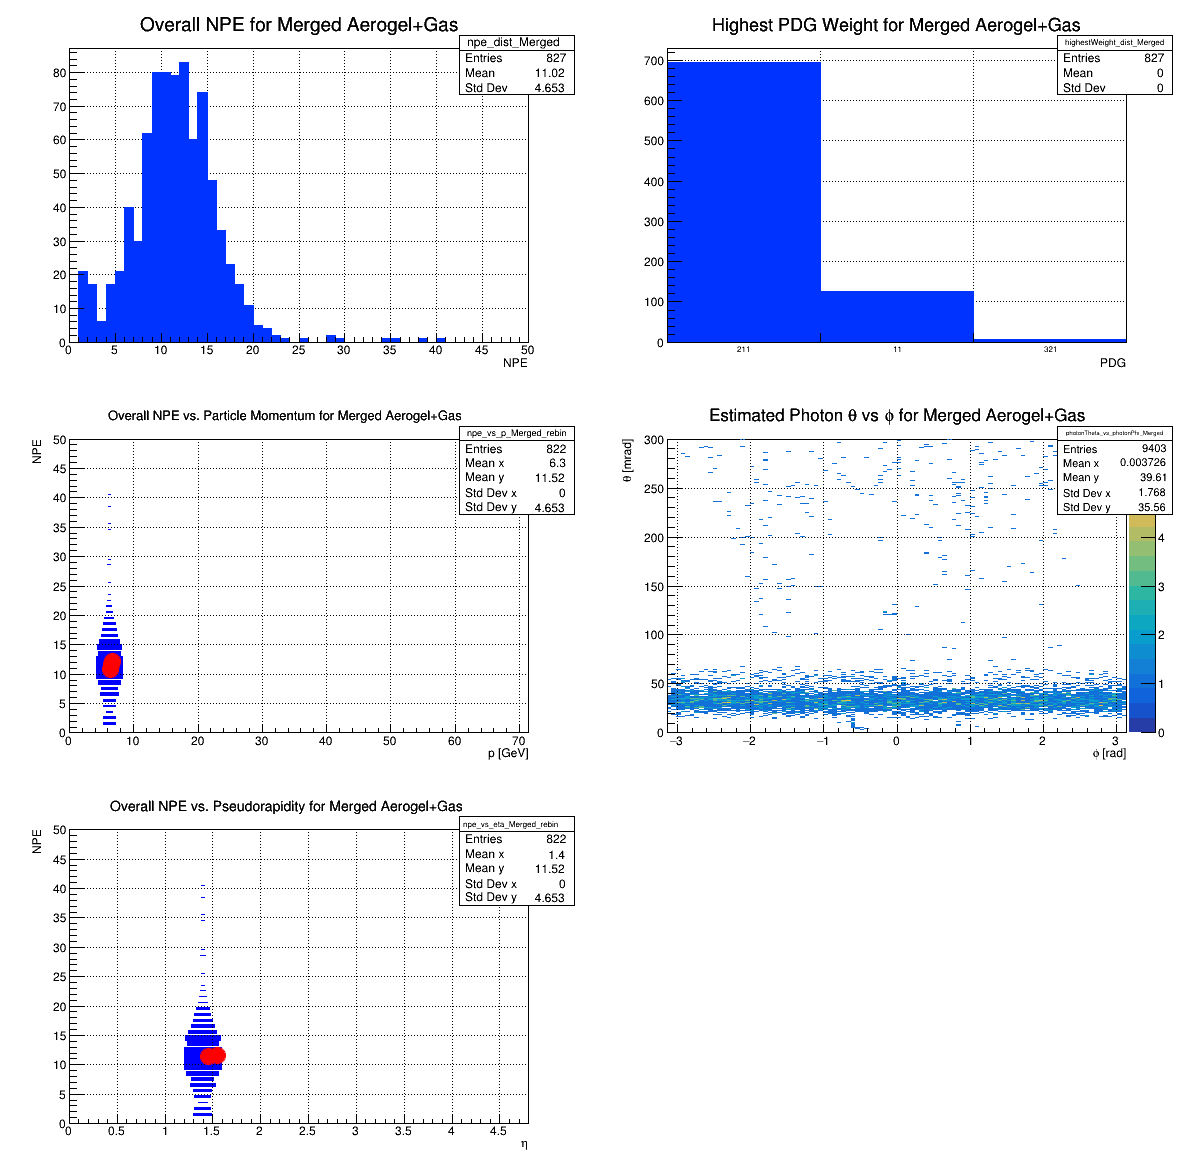 Overall NPE for Merged Aerogel+Gas
npe_dist_Merged
Entries 827
Mean 11.02
Std Dev 4.653
80
70
60
50
40
30
20
10
0
0 5 10 15 20 25 30 35 40 45 50
NPE
Highest PDG Weight for Merged Aerogel+Gas
highestWeight_dist_Merged
Entries 827
Mean 0
Std Dev 0
700
600
500
400
300
200
100
0
211 11 321
PDG
Overall NPE vs. Particle Momentum for Merged Aerogel+Gas
npe_vs_p_Merged_rebin
Entries 822
Mean x 6.3
Mean y 11.52
Std Dev x 0
Std Dev y 4.653
NPE
50
45
40
35
30
25
20
15
10
5
0
0 10 20 30 40 50 60 70
p [GeV]
Estimated Photon θ vs ϕ for Merged Aerogel+Gas
photonTheta_vs_photonPhi_Merged
Entries 9403
Mean x 0.003726
Mean y 39.61
Std Dev x 1.768
Std Dev y 35.56
θ [mrad]
300
250
200
150
100
50
0
−3 −2 −1 0 1 2 3
ϕ [rad]
4
3
2
1
0
Overall NPE vs. Pseudorapidity for Merged Aerogel+Gas
npe_vs_eta_Merged_rebin
Entries 822
Mean x 1.4
Mean y 11.52
Std Dev x 0
Std Dev y 4.653
NPE
50
45
40
35
30
25
20
15
10
5
0
0 0.5 1 1.5 2 2.5 3 3.5 4 4.5
η